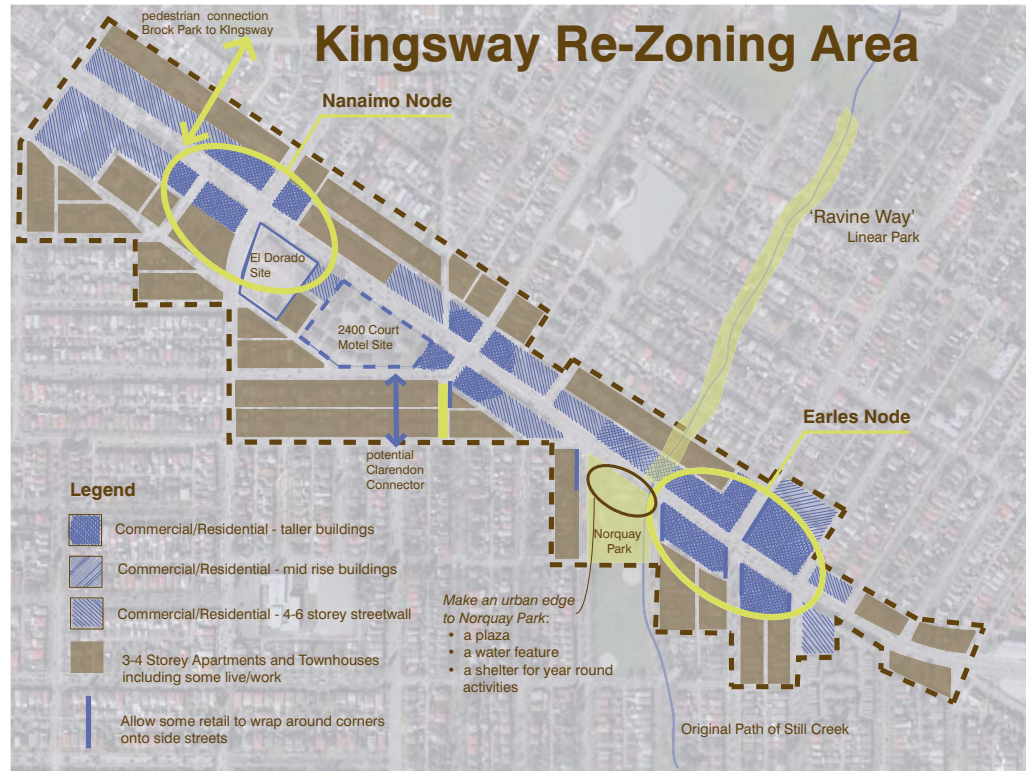 pedestrian connection
Brock Park to KIngsway
Kingsway Re-Zoning Area
Nanaimo Node
'Ravine Way'
Linear Park
El Dorado
Site
2400 Court
Motel Site
Earles Node
potential
Clarendon
Connector
Norquay
Park
Legend
Commercial/Residential - taller buildings
Commercial/Residential - mid rise buildings
Commercial/Residential - 4-6 storey streetwall
3-4 Storey Apartments and Townhouses
including some live/work
Allow some retail to wrap around corners
onto side streets
Make an urban edge
to Norquay Park:
• a plaza
• a water feature
• a shelter for year round
activities
Original Path of Still Creek